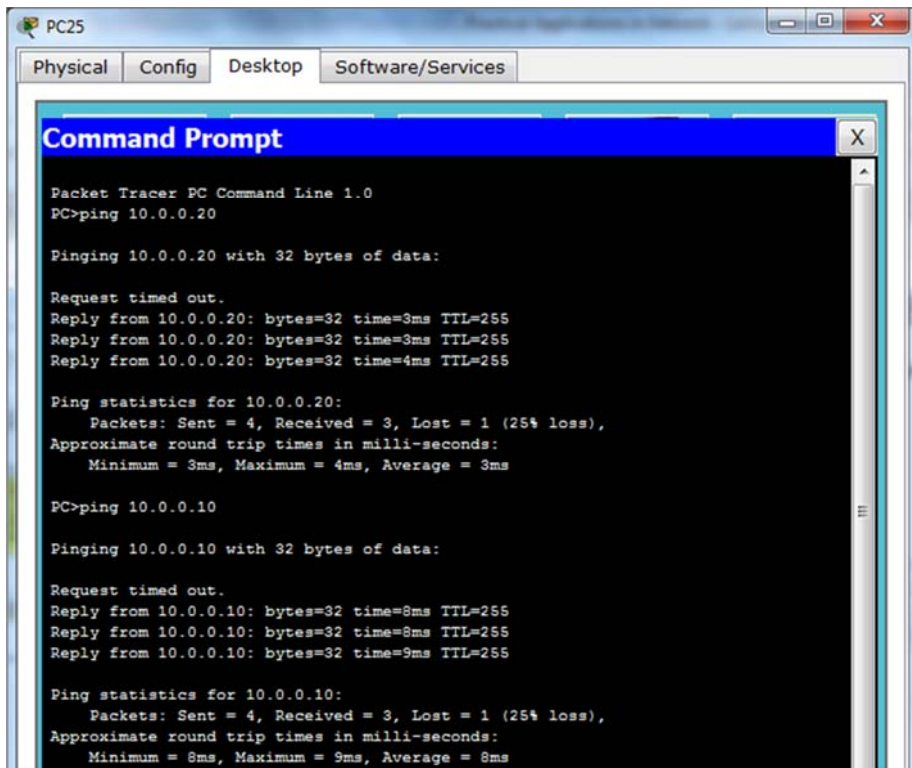 PC25
Physical Config Desktop Software/Services
Command Prompt X
Packet Tracer PC Command Line 1.0
PC>ping 10.0.0.20
Pinging 10.0.0.20 with 32 bytes of data:
Request timed out.
Reply from 10.0.0.20: bytes=32 time=3ms TTL=255
Reply from 10.0.0.20: bytes=32 time=3ms TTL=255
Reply from 10.0.0.20: bytes=32 time=4ms TTL=255
Ping statistics for 10.0.0.20:
Packets: Sent = 4, Received = 3, Lost = 1 (25% loss),
Approximate round trip times in milli-seconds:
Minimum = 3ms, Maximum = 4ms, Average = 3ms
PC>ping 10.0.0.10
Pinging 10.0.0.10 with 32 bytes of data:
Request timed out.
Reply from 10.0.0.10: bytes=32 time=8ms TTL=255
Reply from 10.0.0.10: bytes=32 time=8ms TTL=255
Reply from 10.0.0.10: bytes=32 time=9ms TTL=255
Ping statistics for 10.0.0.10:
Packets: Sent = 4, Received = 3, Lost = 1 (25% loss),
Approximate round trip times in milli-seconds:
Minimum = 8ms, Maximum = 9ms, Average = 8ms